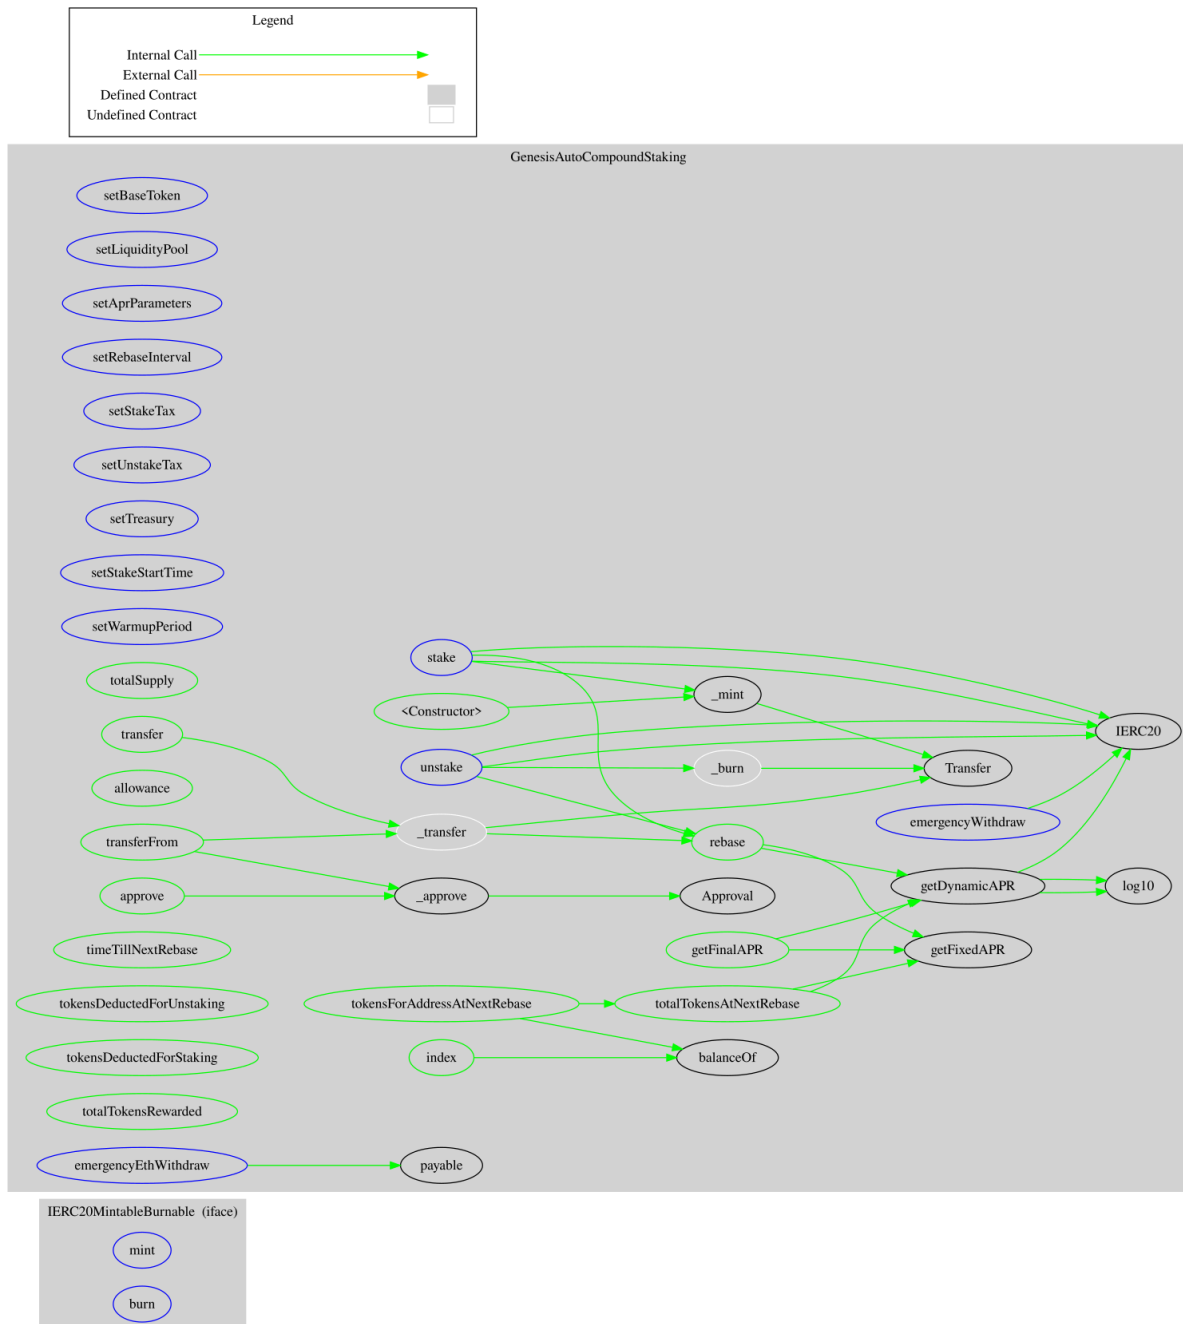 Legend
Internal Call
External Call
Defined Contract
Undefined Contract
GenesisAutoCompoundStaking
setBaseToken
setLiquidityPool
setAprParameters
setRebaseInterval
setStakeTax
setUnstakeTax
setTreasury
setStakeStartTime
setWarmupPeriod
stake
totalSupply
_mint
<Constructor>
IERC20
transfer
unstake
_burn
Transfer
allowance
emergencyWithdraw
_transfer
transferFrom
rebase
getDynamicAPR
log10
approve
_approve
Approval
timeTillNextRebase
getFinalAPR
getFixedAPR
tokensDeductedForUnstaking
tokensForAddressAtNextRebase
totalTokensAtNextRebase
tokensDeductedForStaking
index
balanceOf
totalTokensRewarded
emergencyEthWithdraw
payable
IERC20MintableBurnable (iface)
mint
burn